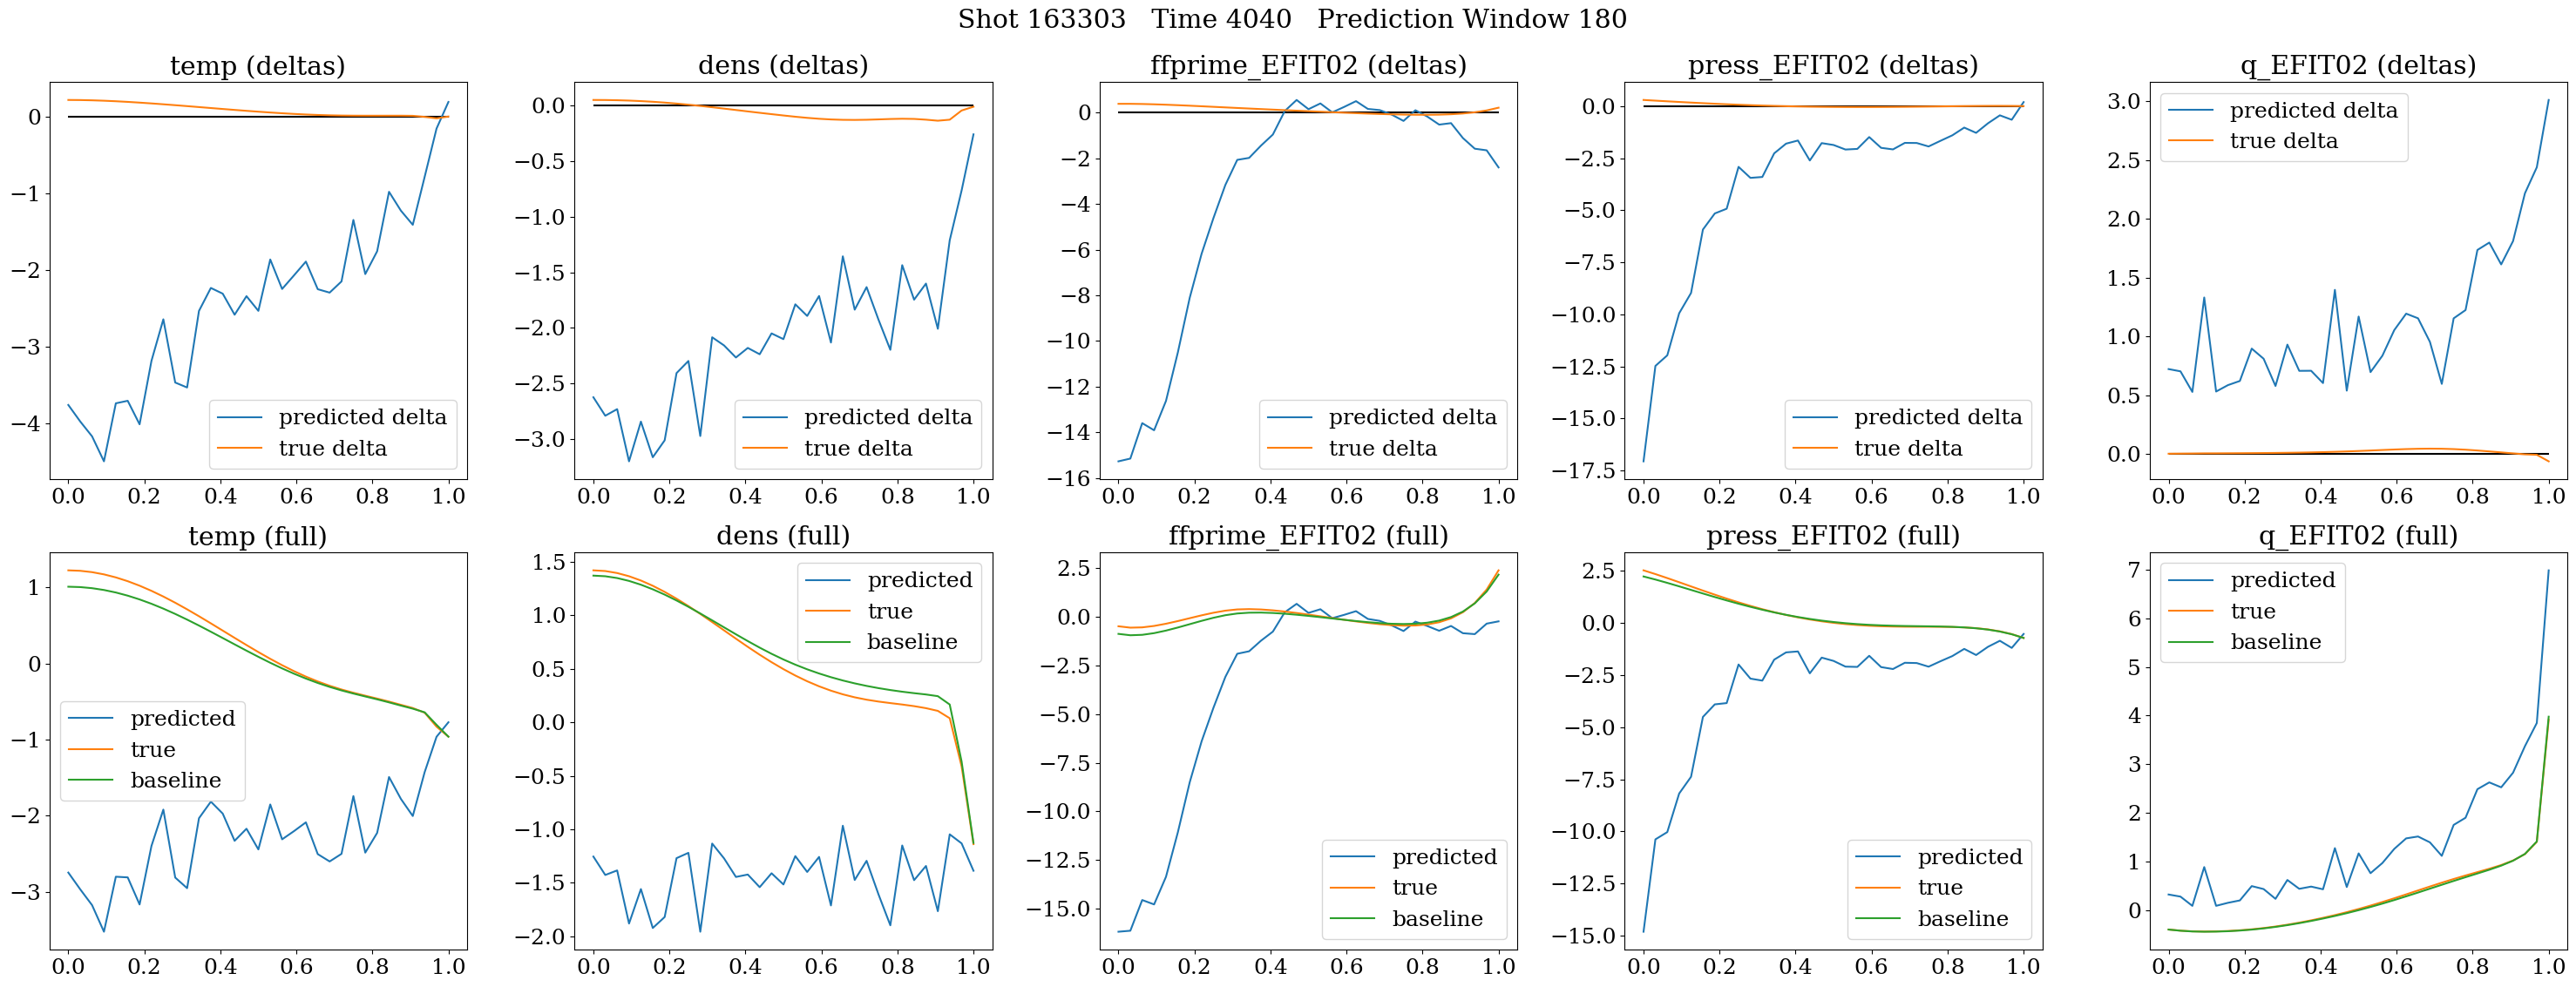 Shot 163303   Time 4040   Prediction Window 180
temp (deltas)
0
−1
−2
−3
−4
0.0 0.2 0.4 0.6 0.8 1.0
predicted delta
true delta
dens (deltas)
0.0
−0.5
−1.0
−1.5
−2.0
−2.5
−3.0
0.0 0.2 0.4 0.6 0.8 1.0
predicted delta
true delta
ffprime_EFIT02 (deltas)
0
−2
−4
−6
−8
−10
−12
−14
−16
0.0 0.2 0.4 0.6 0.8 1.0
predicted delta
true delta
press_EFIT02 (deltas)
0.0
−2.5
−5.0
−7.5
−10.0
−12.5
−15.0
−17.5
0.0 0.2 0.4 0.6 0.8 1.0
predicted delta
true delta
q_EFIT02 (deltas)
3.0
2.5
2.0
1.5
1.0
0.5
0.0
0.0 0.2 0.4 0.6 0.8 1.0
predicted delta
true delta
temp (full)
1
0
−1
−2
−3
0.0 0.2 0.4 0.6 0.8 1.0
predicted
true
baseline
dens (full)
1.5
1.0
0.5
0.0
−0.5
−1.0
−1.5
−2.0
0.0 0.2 0.4 0.6 0.8 1.0
predicted
true
baseline
ffprime_EFIT02 (full)
2.5
0.0
−2.5
−5.0
−7.5
−10.0
−12.5
−15.0
0.0 0.2 0.4 0.6 0.8 1.0
predicted
true
baseline
press_EFIT02 (full)
2.5
0.0
−2.5
−5.0
−7.5
−10.0
−12.5
−15.0
0.0 0.2 0.4 0.6 0.8 1.0
predicted
true
baseline
q_EFIT02 (full)
7
6
5
4
3
2
1
0
0.0 0.2 0.4 0.6 0.8 1.0
predicted
true
baseline